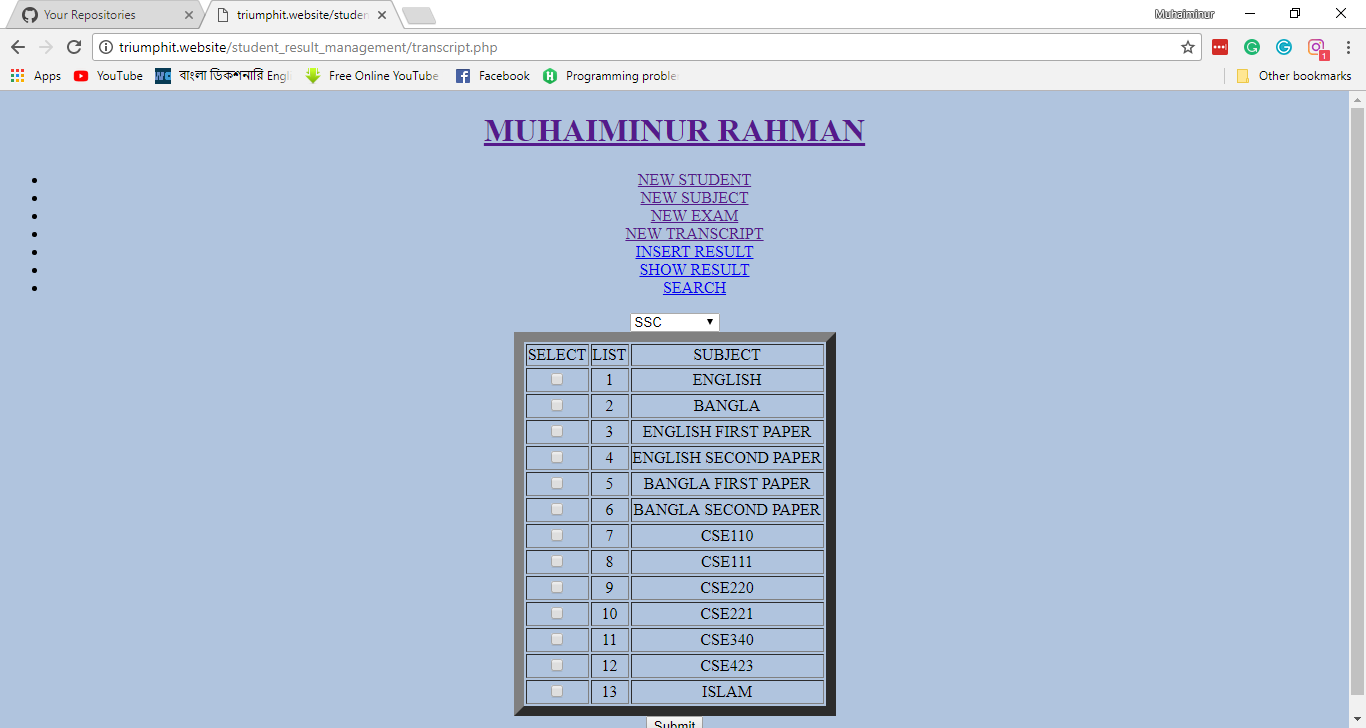 Your Repositories
triumphit.website/studen
Muhaiminur
triumphit.website/student_result_management/transcript.php
1
Apps YouTube বাংলা ডিকশনারি Engli Free Online YouTube Facebook Programming proble Other bookmarks
MUHAIMINUR RAHMAN
NEW STUDENT
NEW SUBJECT
NEW EXAM
NEW TRANSCRIPT
INSERT RESULT
SHOW RESULT
SEARCH
SSC
SELECT LIST SUBJECT
1 ENGLISH
2 BANGLA
3 ENGLISH FIRST PAPER
4 ENGLISH SECOND PAPER
5 BANGLA FIRST PAPER
6 BANGLA SECOND PAPER
7 CSE110
8 CSE111
9 CSE220
10 CSE221
11 CSE340
12 CSE423
13 ISLAM
Submit